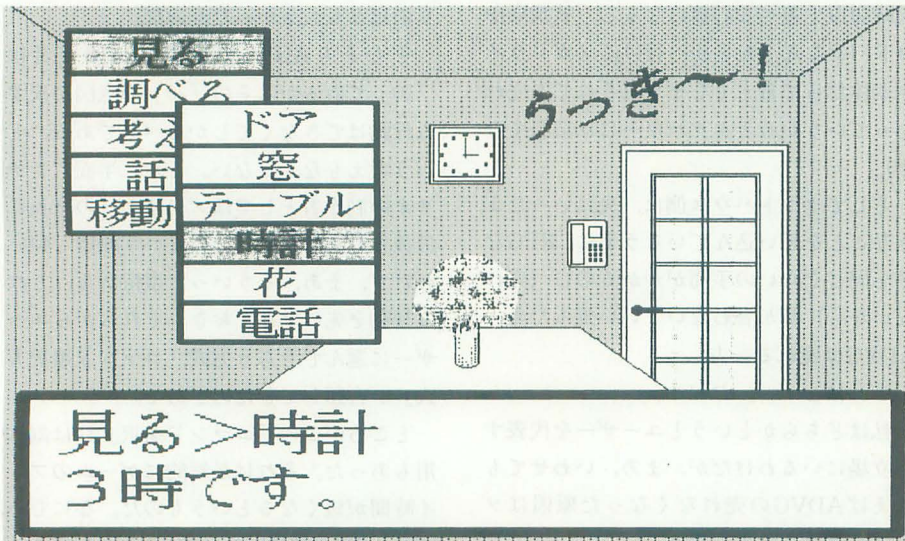 見る
調べる
考え
話
移動
ドア
窓
テーブル
時計
花
電話
うっき〜!
見る>時計
3時です